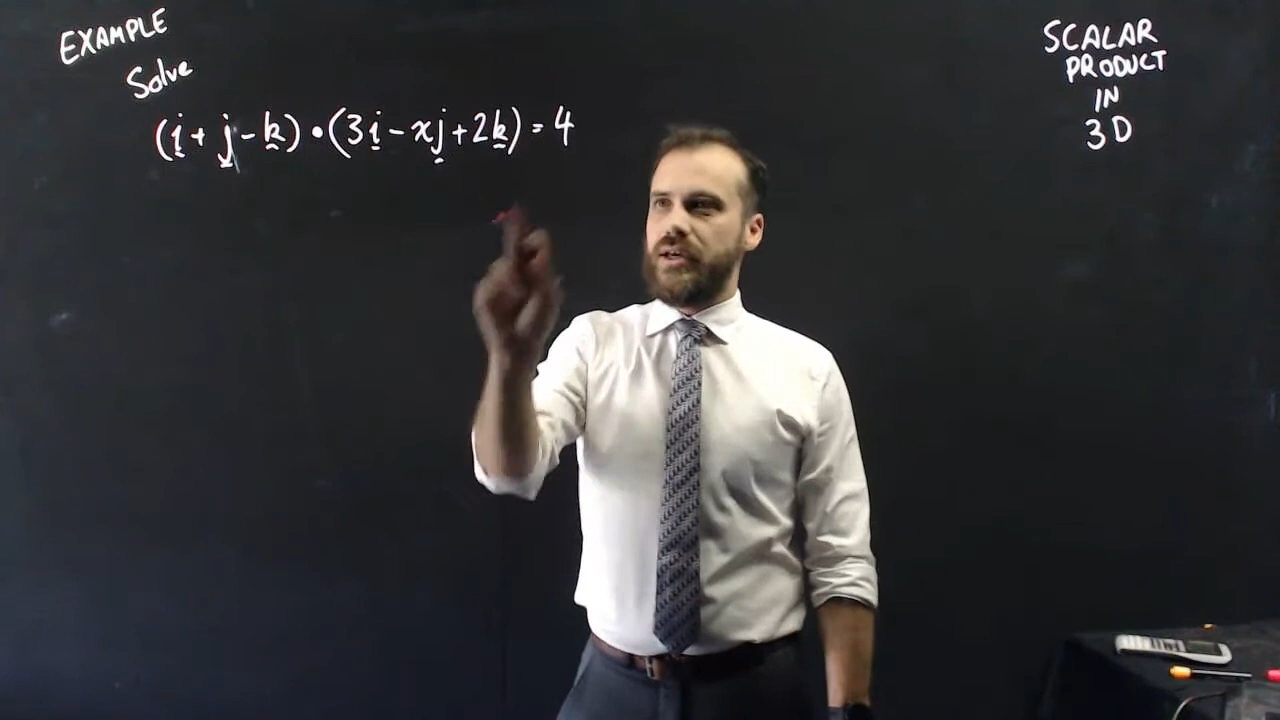 EXAMPLE
Solve
(i + j - k) • (3i - xj + 2k) = 4
SCALAR
PRODUCT
IN
3D